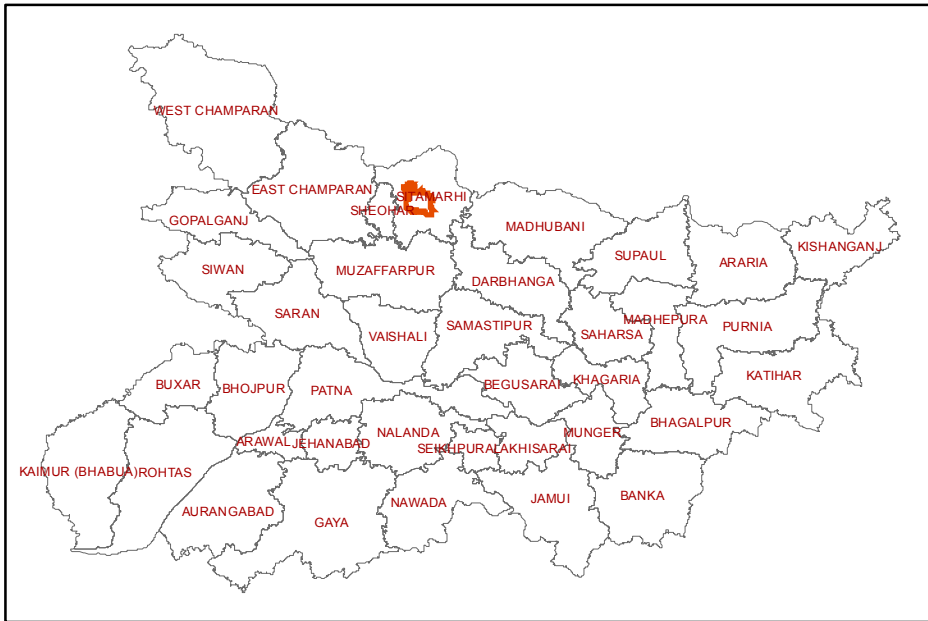 WEST CHAMPARAN
EAST CHAMPARAN
SITAMARHI
SHEOHAR
GOPALGANJ
MADHUBANI
KISHANGANJ
SUPAUL
ARARIA
SIWAN
MUZAFFARPUR
DARBHANGA
SARAN
MADHEPURA
VAISHALI
SAMASTIPUR
SAHARSA
PURNIA
KATIHAR
BUXAR
BHOJPUR
PATNA
BEGUSARAI
KHAGARIA
BHAGALPUR
NALANDA
MUNGER
ARAWAL
JEHANABAD
SEIKHPURA
LAKHISARAI
KAIMUR (BHABUA)
ROHTAS
BANKA
JAMUI
NAWADA
AURANGABAD
GAYA